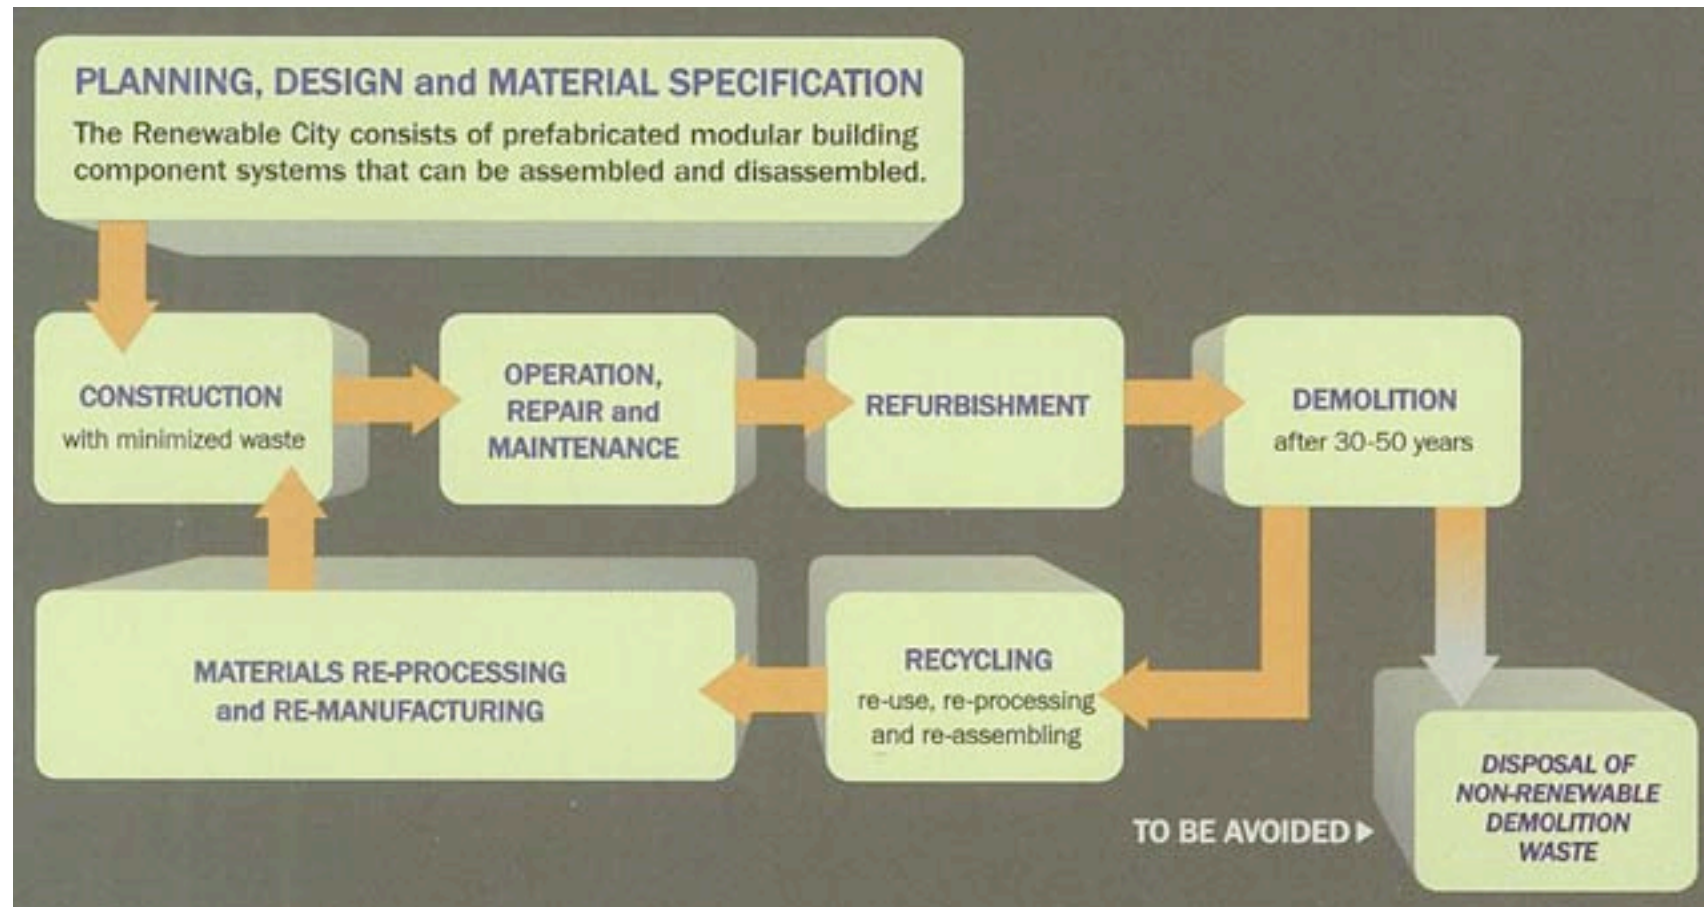 PLANNING, DESIGN and MATERIAL SPECIFICATION
The Renewable City consists of prefabricated modular building
component systems that can be assembled and disassembled.
CONSTRUCTION
with minimized waste
OPERATION,
REPAIR and
MAINTENANCE
REFURBISHMENT
DEMOLITION
after 30-50 years
MATERIALS RE-PROCESSING
and RE-MANUFACTURING
RECYCLING
re-use, re-processing
and re-assembling
TO BE AVOIDED ▶
DISPOSAL OF
NON-RENEWABLE
DEMOLITION
WASTE